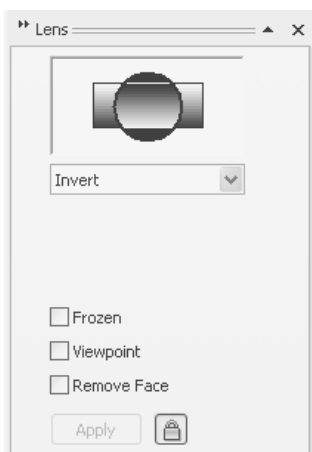 Lens
Invert
Frozen
Viewpoint
Remove Face
Apply